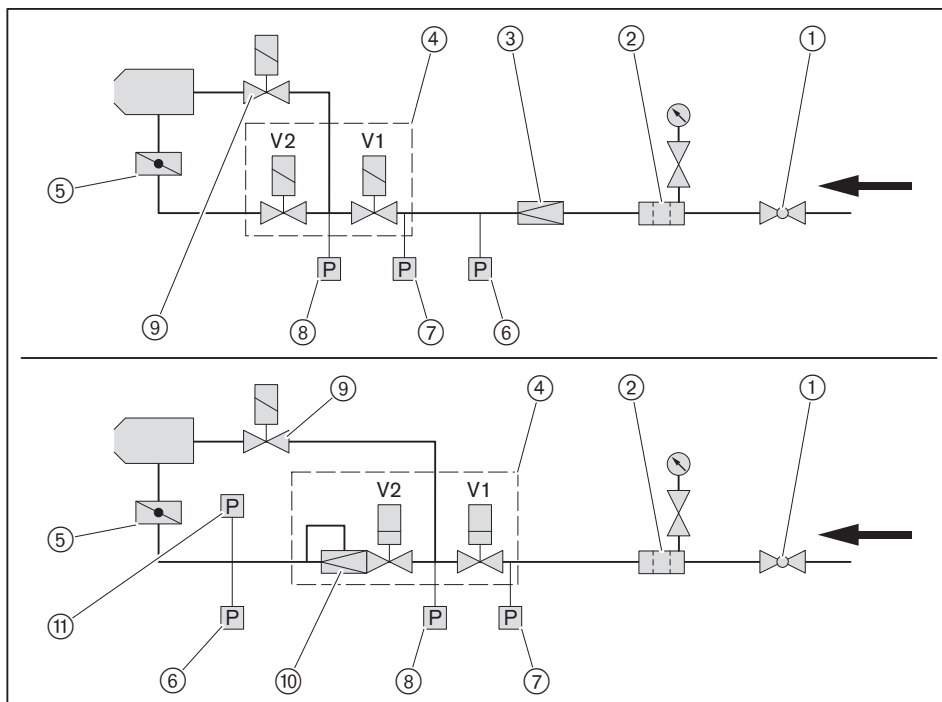 ④ ③ ② ①
V2 V1
⑤
P P P
⑨ ⑧ ⑦ ⑥
⑨ ④ ② ①
V2 V1
P
⑤
⑪
P P P
⑥ ⑩ ⑧ ⑦